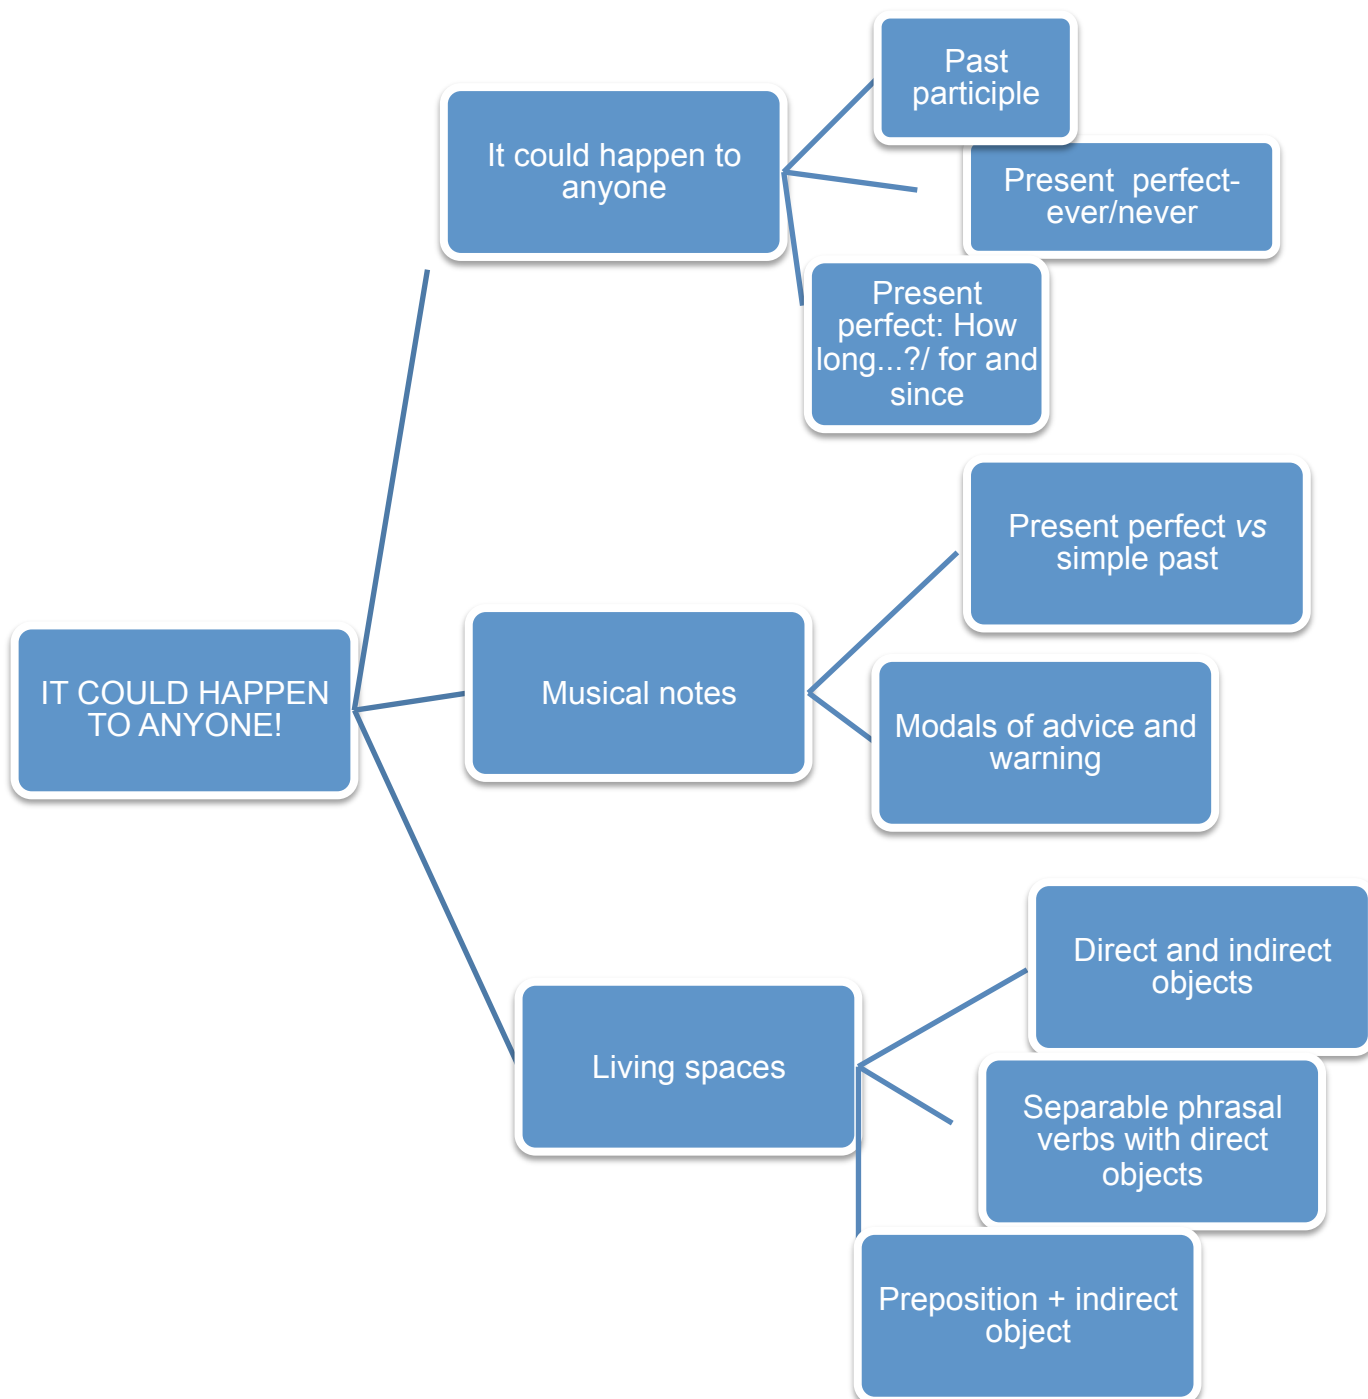 Past
participle
It could happen to
anyone
Present  perfect-
ever/never
Present
perfect: How
long...?/ for and
since
Present perfect vs
simple past
IT COULD HAPPEN
TO ANYONE!
Musical notes
Modals of advice and
warning
Direct and indirect
objects
Living spaces
Separable phrasal
verbs with direct
objects
Preposition + indirect
object